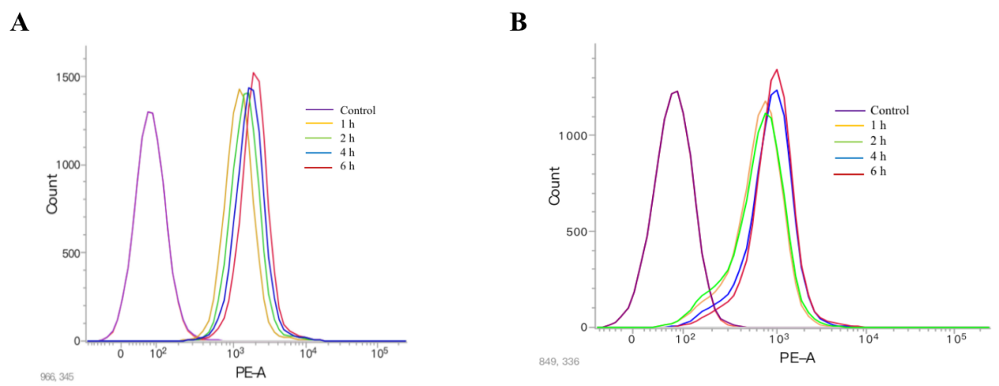 A
1500
1000
500
0
Count
0 10² 10³ 10⁴ 10⁵
PE–A
966, 345
Control
1 h
2 h
4 h
6 h
B
1000
500
0
Count
0 10² 10³ 10⁴ 10⁵
PE–A
849, 336
Control
1 h
2 h
4 h
6 h